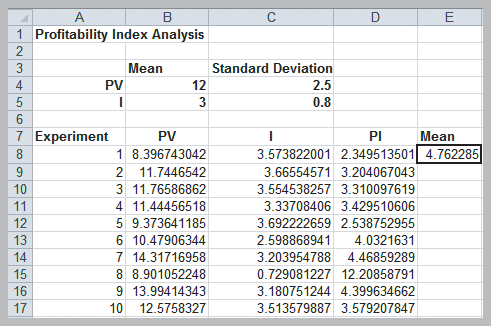 A B C D E
1 Profitability Index Analysis
2
3 Mean Standard Deviation
4 PV 12 2.5
5 I 3 0.8
6
7 Experiment PV I PI Mean
8 1 8.396743042 3.573822001 2.349513501 4.762285
9 2 11.7446542 3.66554571 3.204067043
10 3 11.76586862 3.554538257 3.310097619
11 4 11.44456518 3.33708406 3.429510606
12 5 9.373641185 3.692222659 2.538752955
13 6 10.47906344 2.598868941 4.0321631
14 7 14.31716958 3.203954788 4.46859289
15 8 8.901052248 0.729081227 12.20858791
16 9 13.99414343 3.180751244 4.399634662
17 10 12.5758327 3.513579887 3.579207847